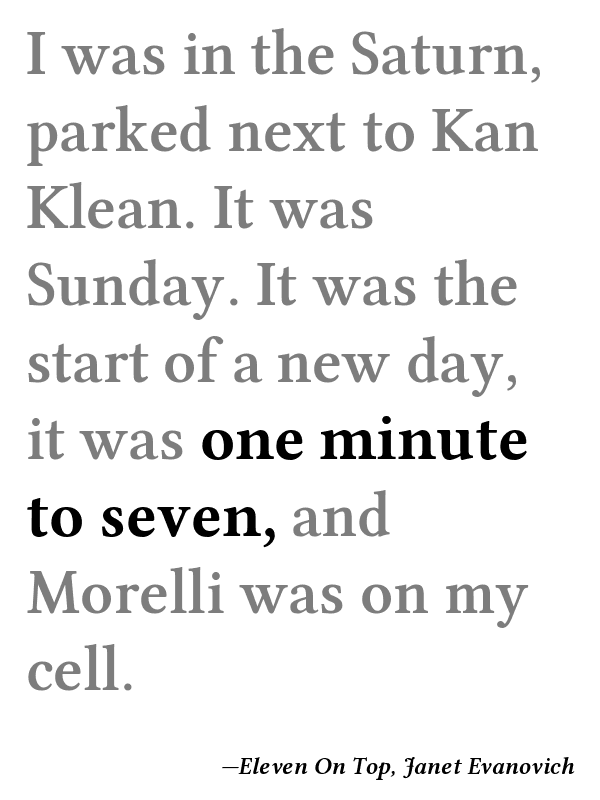 I was in the Saturn,
parked next to Kan
Klean. It was
Sunday. It was the
start of a new day,
it was one minute
to seven, and
Morelli was on my
cell.
—Eleven On Top, Janet Evanovich